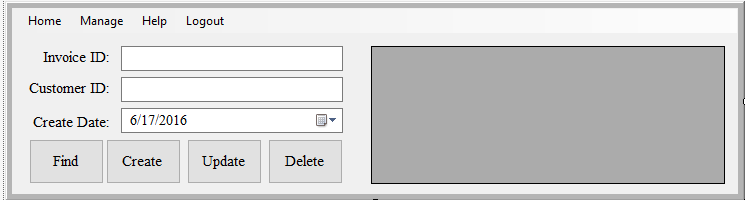 Home Manage Help Logout
Invoice ID:
Customer ID:
Create Date: 6/17/2016
Find Create Update Delete